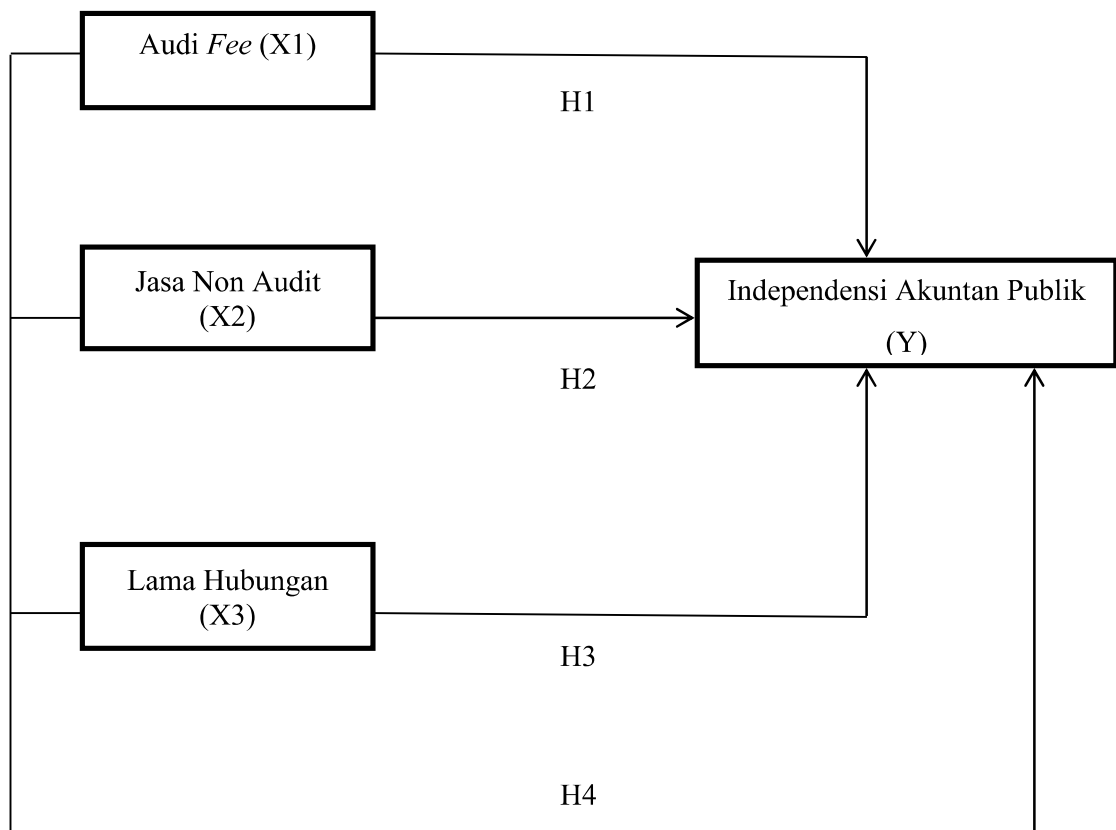 Audi Fee (X1)
H1
Jasa Non Audit
(X2)
Independensi Akuntan Publik
(Y)
H2
Lama Hubungan
(X3)
H3
H4